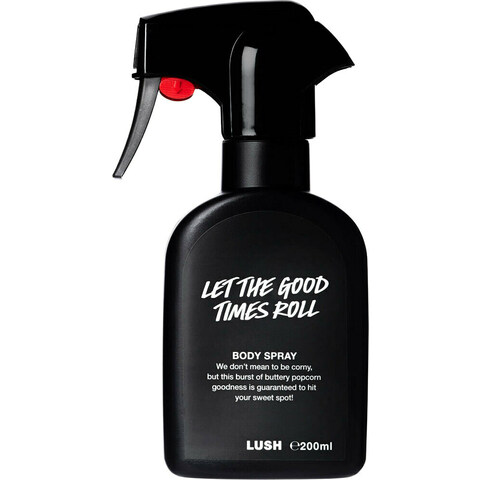 LET THE GOOD
TIMES ROLL
BODY SPRAY
We don't mean to be corny,
but this burst of buttery popcorn
goodness is guaranteed to hit
your sweet spot!
LUSH ℮200ml